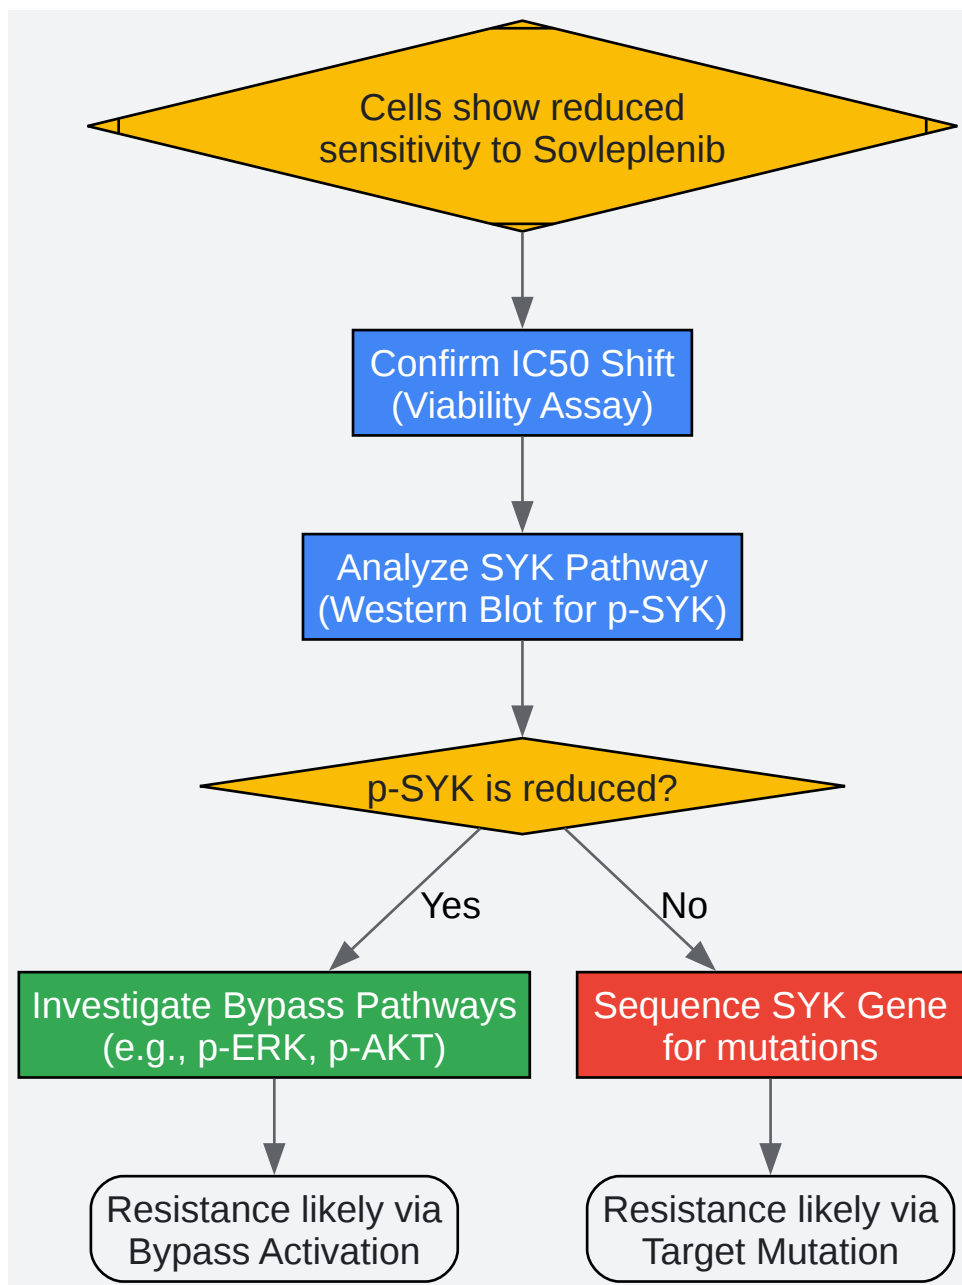 Cells show reduced
sensitivity to Sovleplenib
Confirm IC50 Shift
(Viability Assay)
Analyze SYK Pathway
(Western Blot for p-SYK)
p-SYK is reduced?
Yes
No
Investigate Bypass Pathways
(e.g., p-ERK, p-AKT)
Sequence SYK Gene
for mutations
Resistance likely via
Bypass Activation
Resistance likely via
Target Mutation